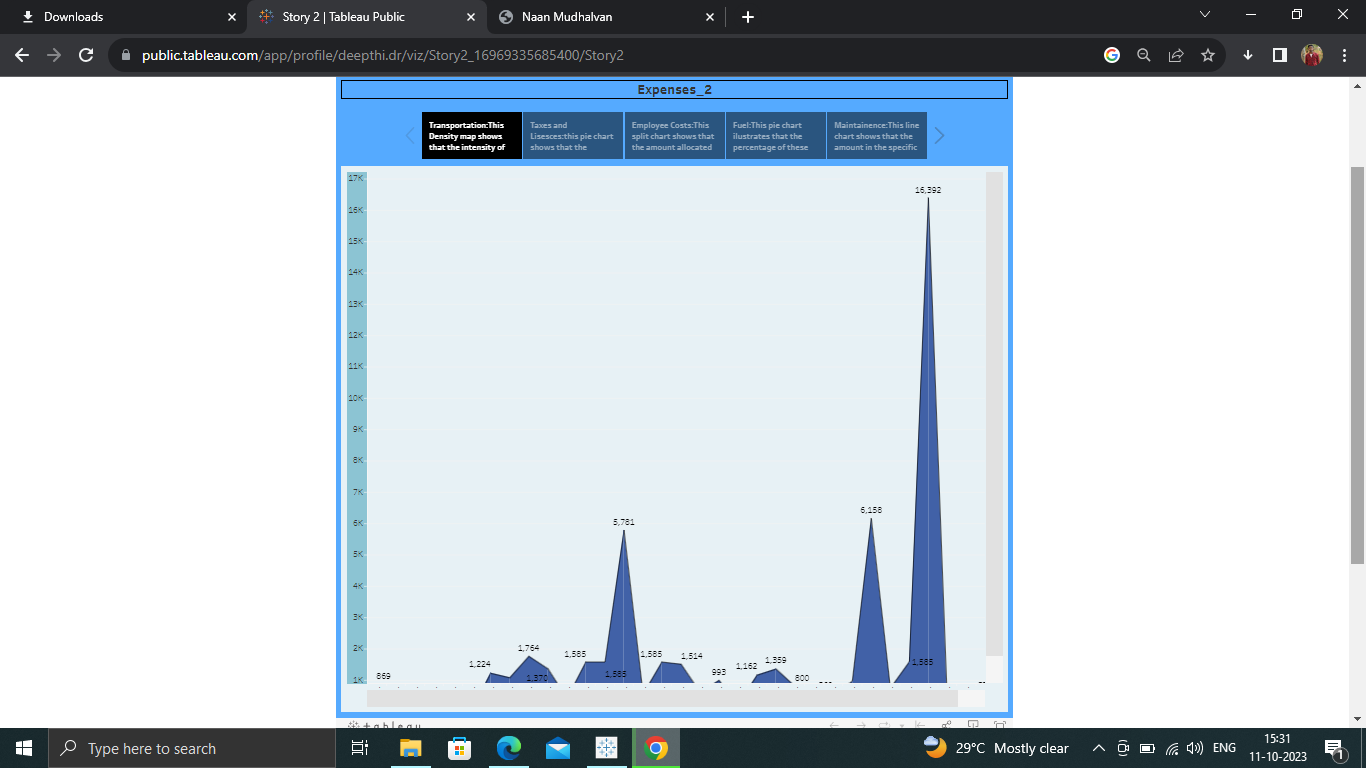 Downloads
Story 2 | Tableau Public
Naan Mudhalvan
public.tableau.com/app/profile/deepthi.dr/viz/Story2_16969335685400/Story2
Expenses_2
Transportation:This
Density map shows
that the intensity of
Taxes and
Lisesces:this pie chart
shows that the
Employee Costs:This
split chart shows that
the amount allocated
Fuel:This pie chart
ilustrates that the
percentage of these
Maintainence:This line
chart shows that the
amount in the specific
17K
16K
15K
14K
13K
12K
11K
10K
9K
8K
7K
6K
5K
4K
3K
2K
1K
869
1,224
1,764
1,370
1,585
5,781
1,585
1,585
1,514
993
1,162
1,359
800
6,158
1,585
16,392
tableau
Type here to search
29°C Mostly clear
ENG
15:31
11-10-2023
1